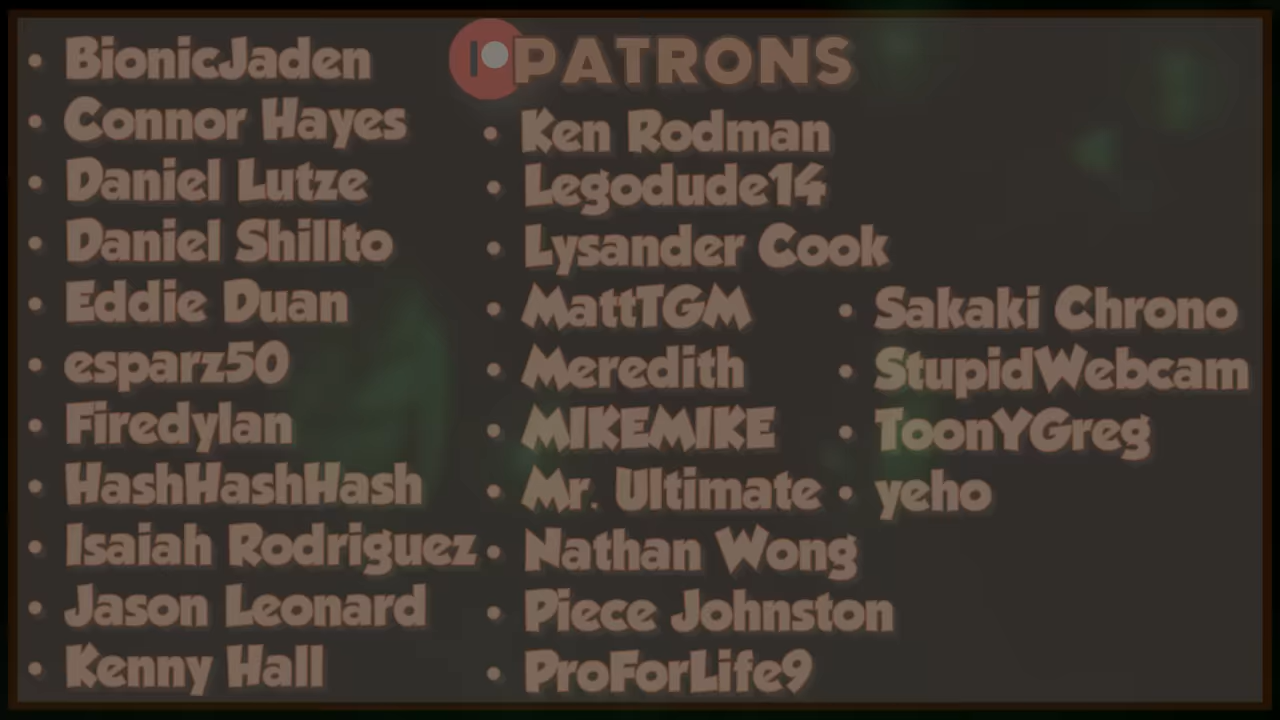 PATRONS
• BionicJaden
• Connor Hayes
• Daniel Lutze
• Daniel Shillto
• Eddie Duan
• esparz50
• Firedylan
• HashHashHash
• Isaiah Rodriguez
• Jason Leonard
• Kenny Hall
• Ken Rodman
• Legodude14
• Lysander Cook
• MattTGM
• Meredith
• MIKEMIKE
• Mr. Ultimate
• Nathan Wong
• Piece Johnston
• ProForLife9
• Sakaki Chrono
• StupidWebcam
• ToonYGreg
• yeho